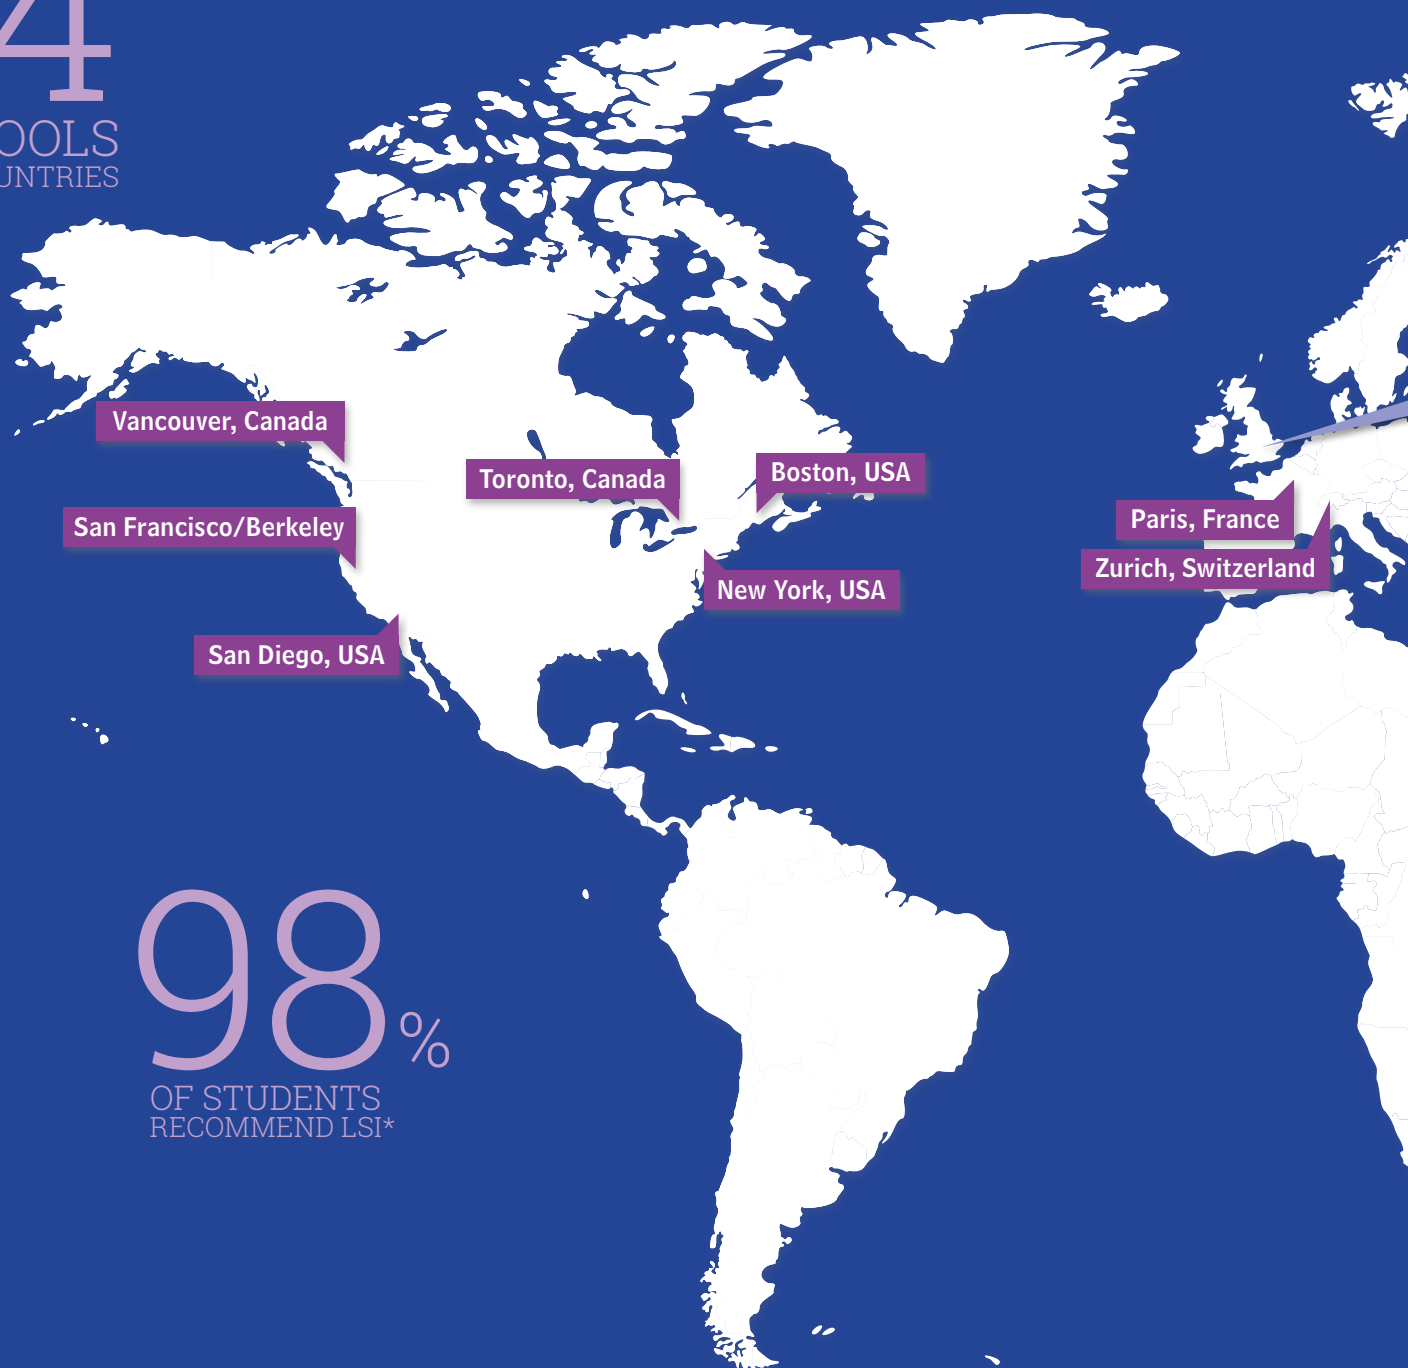 4
OOLS
UNTRIES
Vancouver, Canada
Toronto, Canada
Boston, USA
San Francisco/Berkeley
Paris, France
Zurich, Switzerland
New York, USA
San Diego, USA
98%
OF STUDENTS
RECOMMEND LSI*